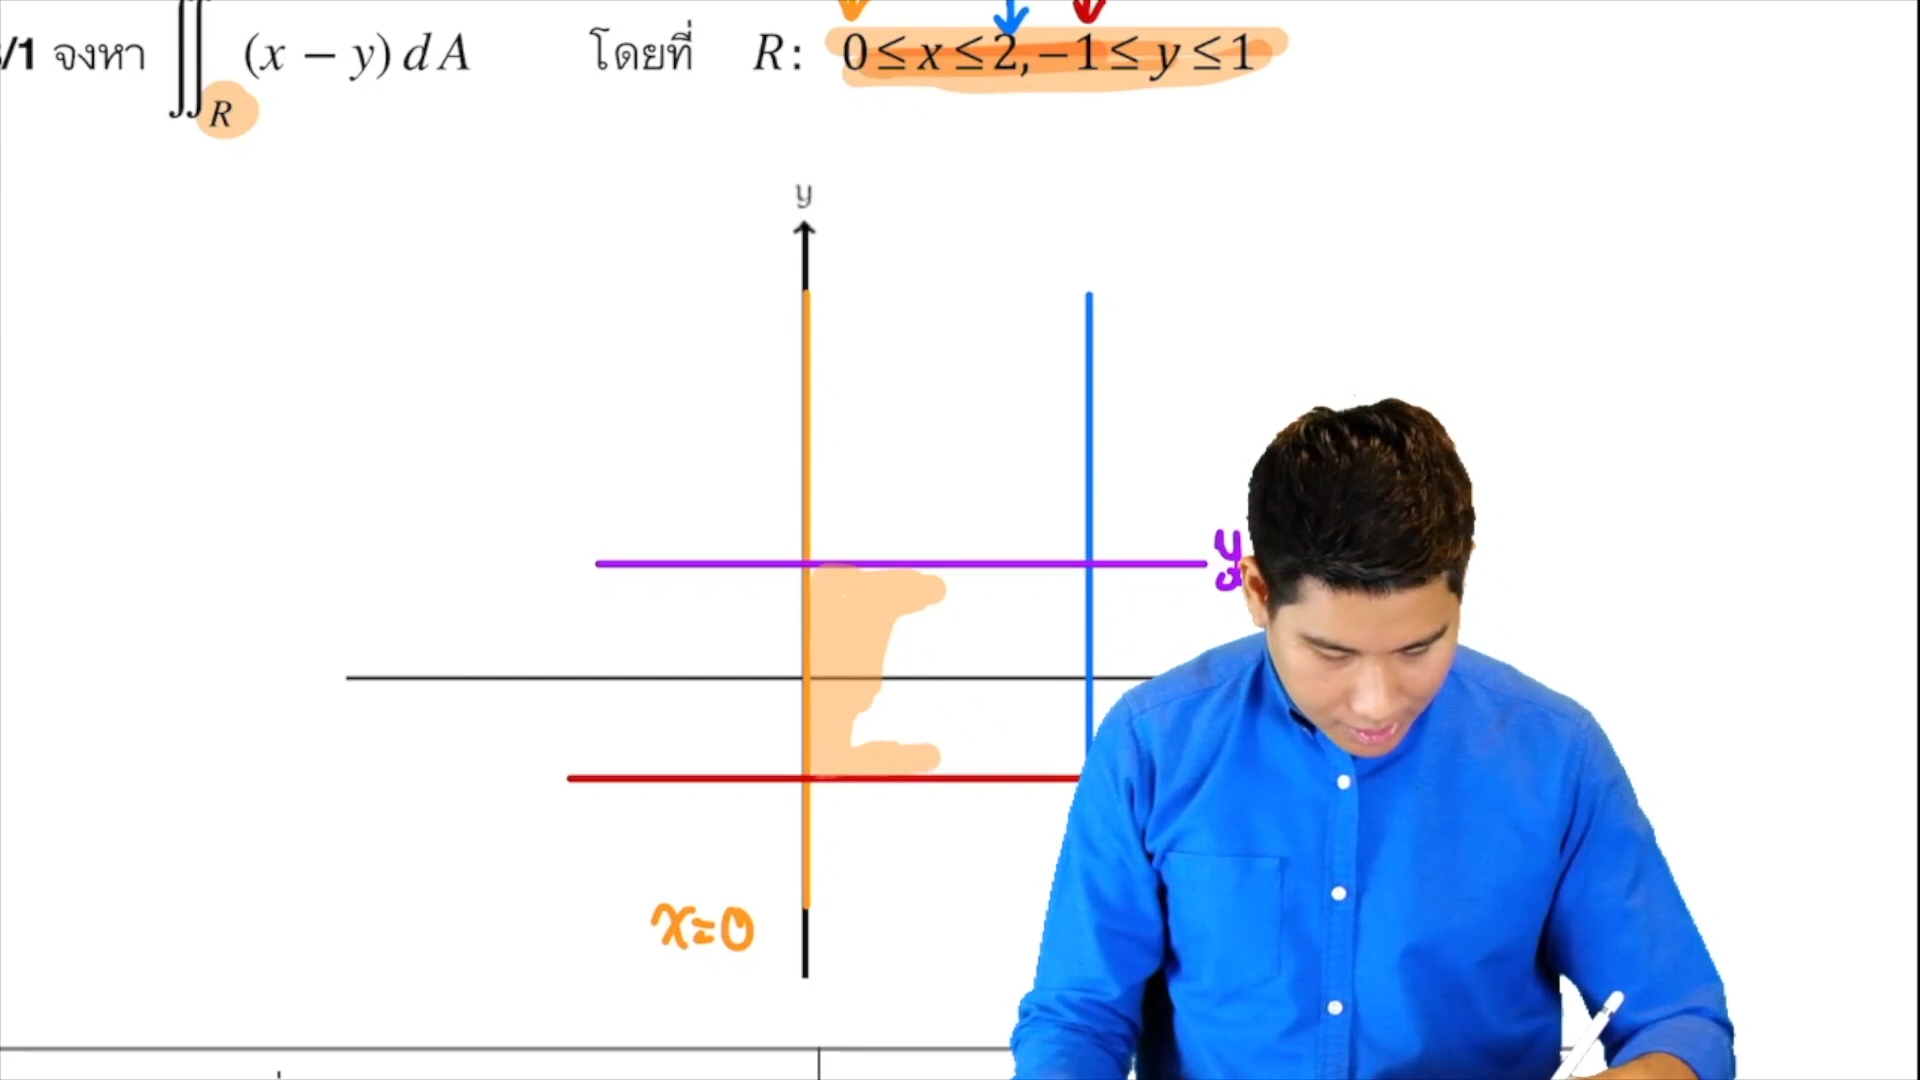 /1 จงหา ∬_R (x − y) dA โดยที่ R: 0 ≤ x ≤ 2, −1 ≤ y ≤ 1
y
y
x=0